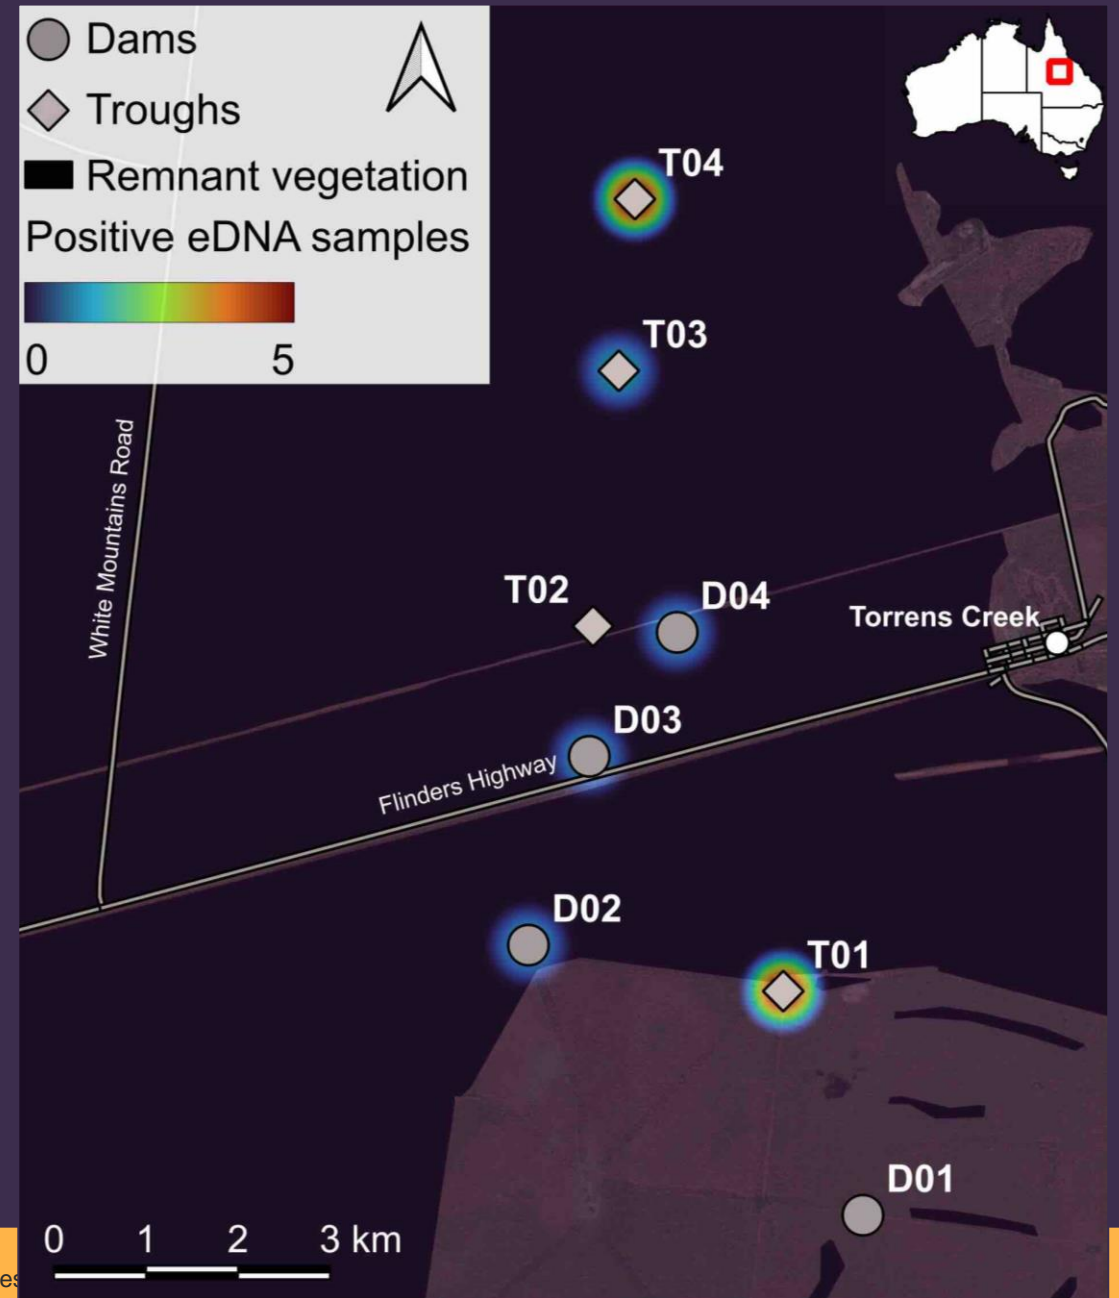 Dams
Troughs
Remnant vegetation
Positive eDNA samples
0 5
T04
T03
White Mountains Road
T02
D04
Torrens Creek
D03
Flinders Highway
D02
T01
D01
0 1 2 3 km
es